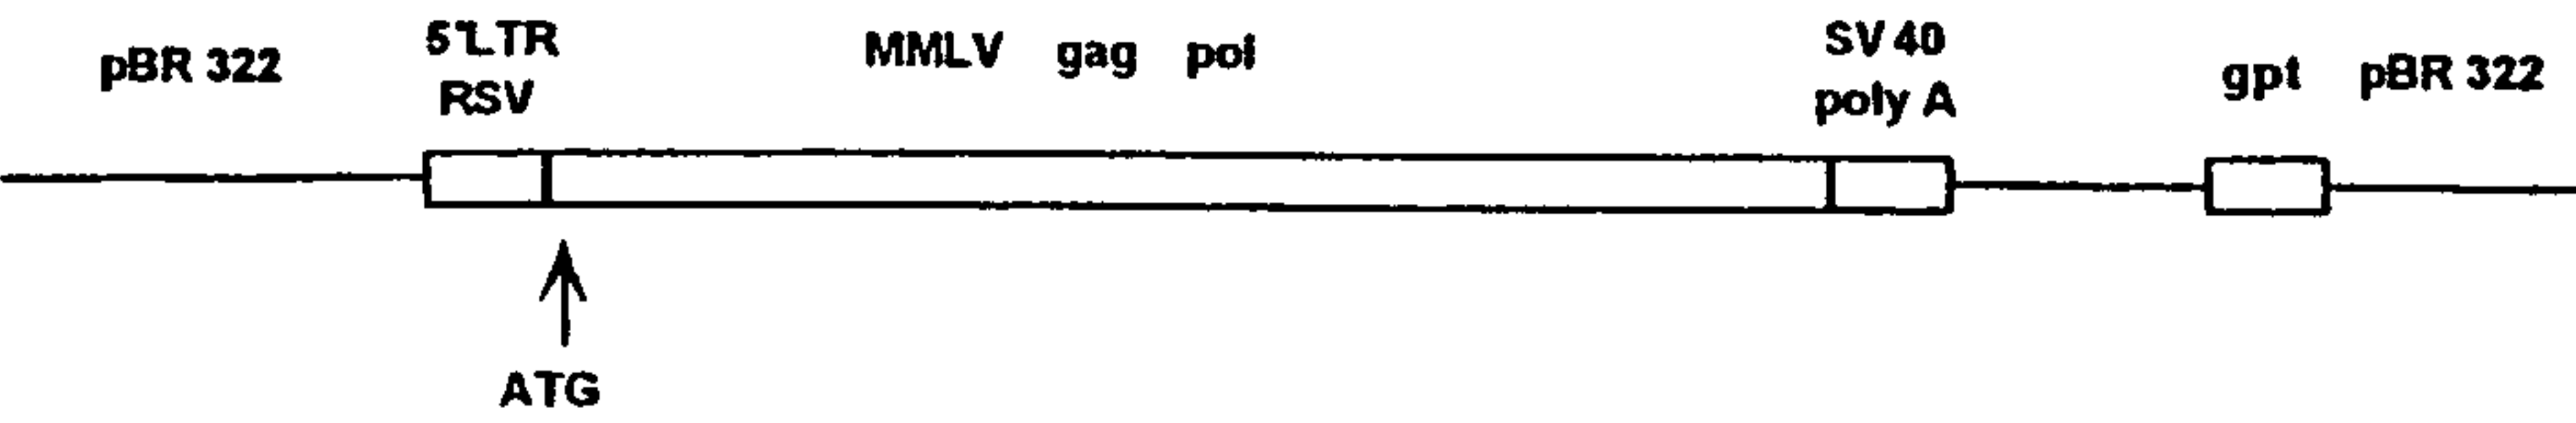 pBR 322
5'LTR
RSV
MMLV gag pol
SV 40
poly A
gpt
pBR 322
ATG